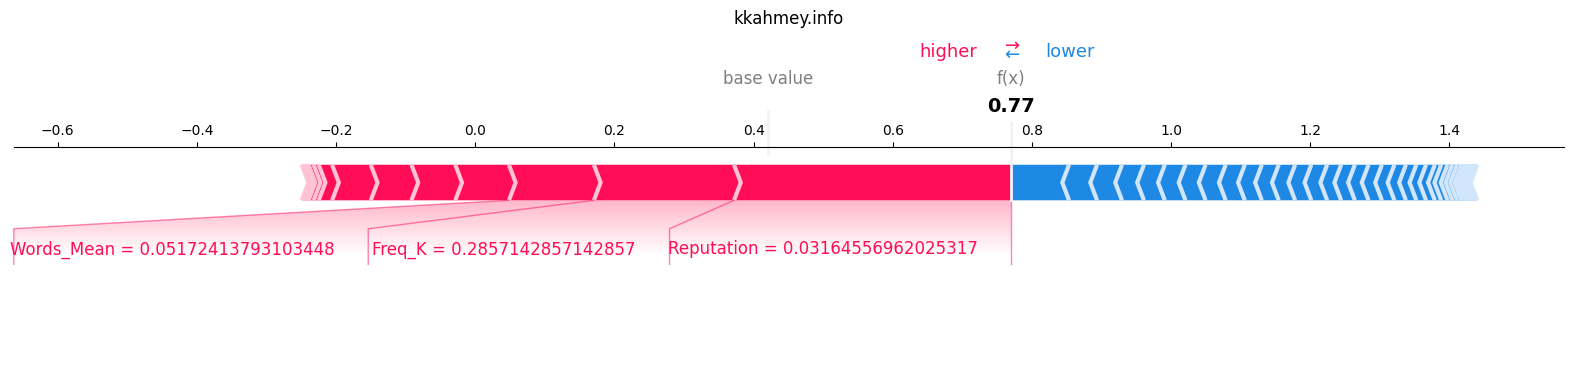 kkahmey.info
higher ⇄ lower
base value f(x)
0.77
−0.6 −0.4 −0.2 0.0 0.2 0.4 0.6 0.8 1.0 1.2 1.4
Words_Mean = 0.05172413793103448 Freq_K = 0.2857142857142857 Reputation = 0.03164556962025317